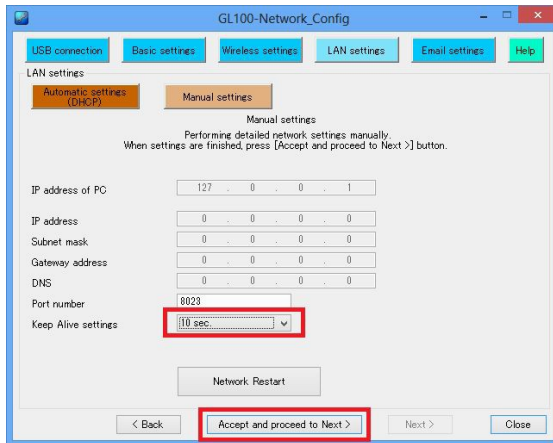 GL100-Network_Config
USB connection Basic settings Wireless settings LAN settings Email settings Help
LAN settings
Automatic settings
(DHCP)
Manual settings
Manual settings
Performing detailed network settings manually.
When settings are finished, press [Accept and proceed to Next >] button.
IP address of PC 127 . 0 . 0 . 1
IP address 0 . 0 . 0 . 0
Subnet mask 0 . 0 . 0 . 0
Gateway address 0 . 0 . 0 . 0
DNS 0 . 0 . 0 . 0
Port number 8023
Keep Alive settings 10 sec.
Network Restart
< Back Accept and proceed to Next > Next > Close